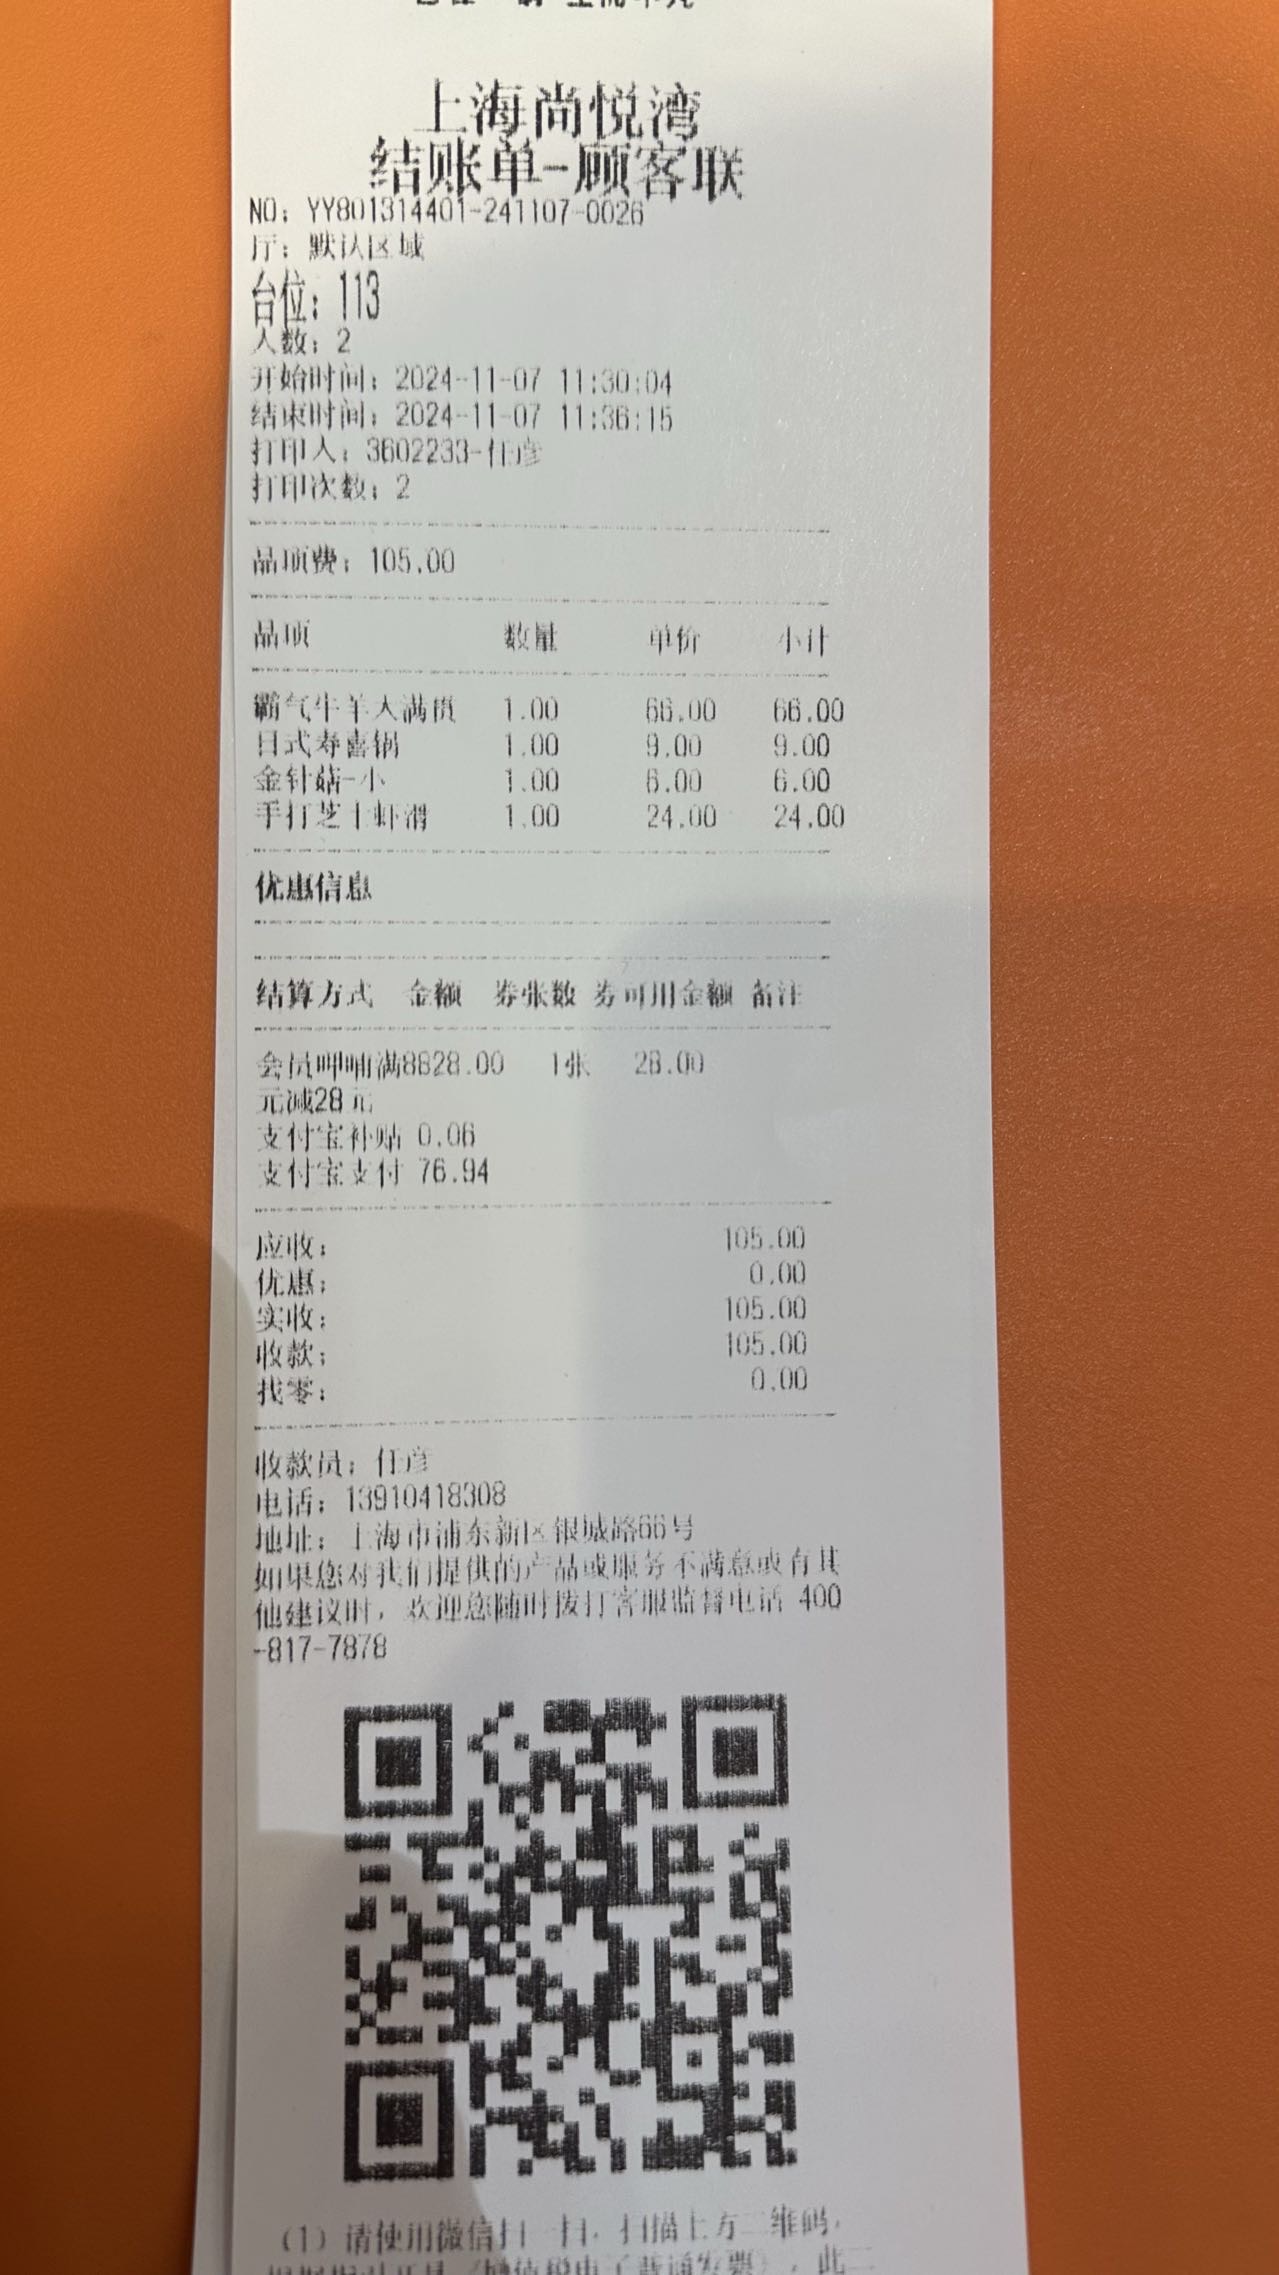 上海尚悦湾
结账单-顾客联
NO: YY801314401-241107-0026
厅: 默认区域
台位: 113
人数: 2
开始时间: 2024-11-07 11:30:04
结束时间: 2024-11-07 11:36:15
打印人: 3602233-任彦
打印次数: 2
品项费: 105.00
品项 数量 单价 小计
霸气牛羊大满贯 1.00 66.00 66.00
日式寿喜锅 1.00 9.00 9.00
金针菇-小 1.00 6.00 6.00
手打芝士虾滑 1.00 24.00 24.00
优惠信息
结算方式 金额 券张数 券可用金额 备注
会员呷哺满8828.00 1张 28.00
元减28元
支付宝补贴 0.06
支付宝支付 76.94
应收: 105.00
优惠: 0.00
实收: 105.00
收款: 105.00
找零: 0.00
收款员: 任彦
电话: 13910418308
地址: 上海市浦东新区银城路66号
如果您对我们提供的产品或服务不满意或有其
他建议时, 欢迎您随时拨打客服监督电话 400
-817-7878
(1) 请使用微信扫一扫, 扫描上方二维码,
(增值税电子普通发票), 此二